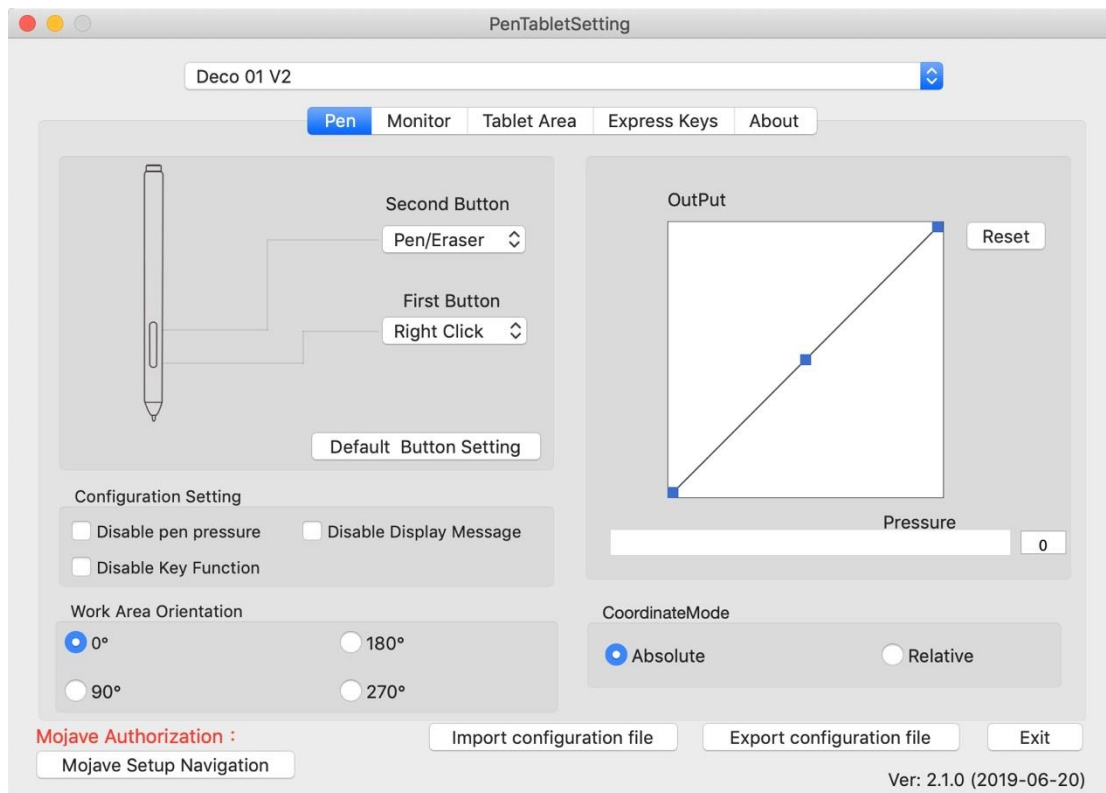 PenTabletSetting
Deco 01 V2
Pen Monitor Tablet Area Express Keys About
Second Button
Pen/Eraser
First Button
Right Click
Default Button Setting
OutPut
Reset
Pressure
0
Configuration Setting
Disable pen pressure Disable Display Message
Disable Key Function
Work Area Orientation
0° 180°
90° 270°
CoordinateMode
Absolute Relative
Mojave Authorization :
Mojave Setup Navigation
Import configuration file Export configuration file Exit
Ver: 2.1.0 (2019-06-20)